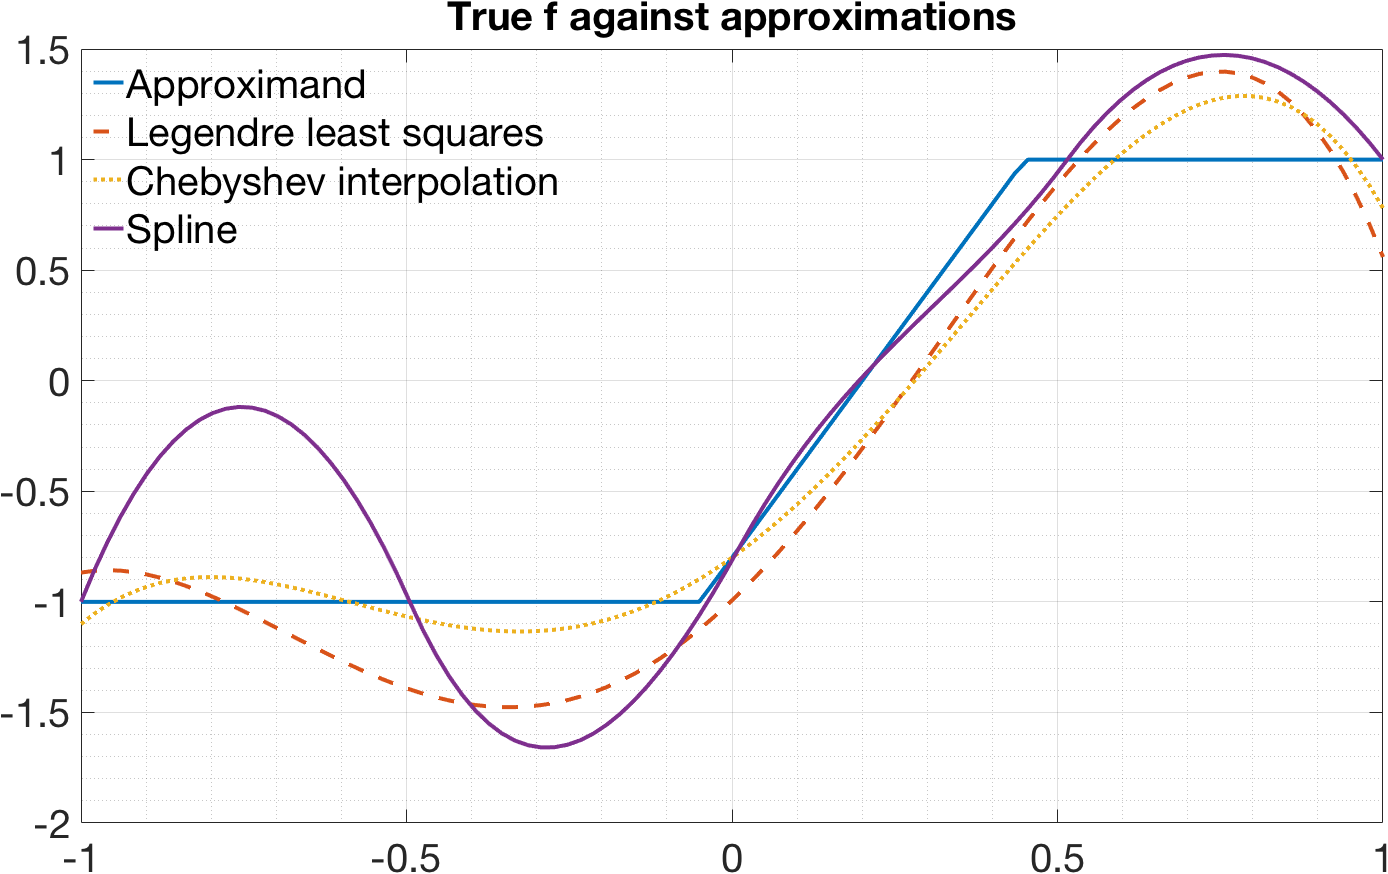 True f against approximations
1.5
1
0.5
0
-0.5
-1
-1.5
-2
Approximand
Legendre least squares
Chebyshev interpolation
Spline
-1 -0.5 0 0.5 1